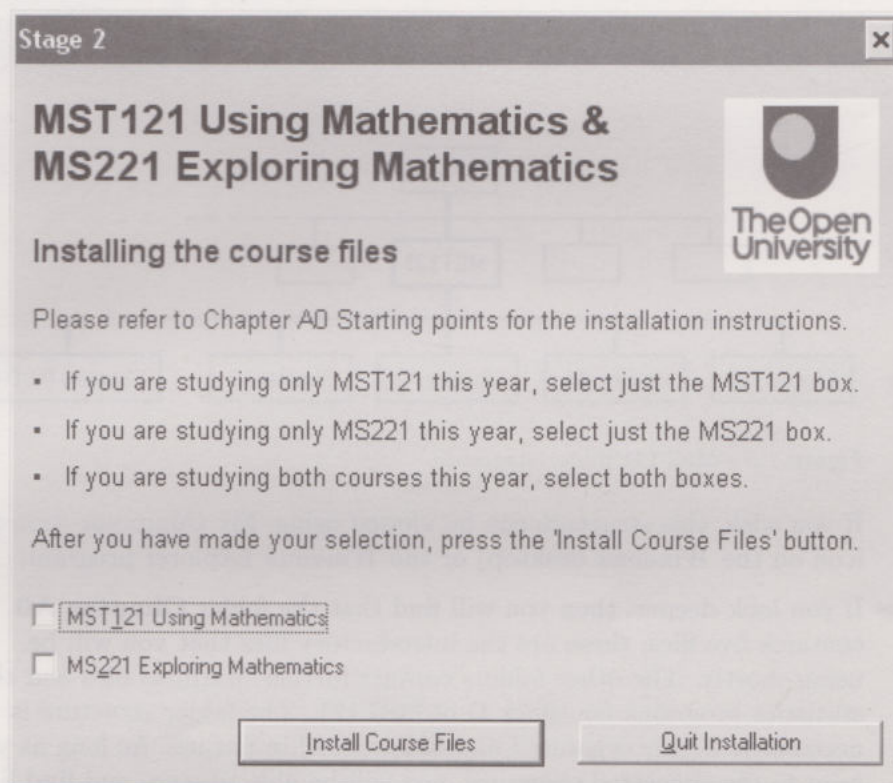 Stage 2
MST121 Using Mathematics &
MS221 Exploring Mathematics
The Open
University
Installing the course files
Please refer to Chapter A0 Starting points for the installation instructions.
▪ If you are studying only MST121 this year, select just the MST121 box.
▪ If you are studying only MS221 this year, select just the MS221 box.
▪ If you are studying both courses this year, select both boxes.
After you have made your selection, press the 'Install Course Files' button.
MST121 Using Mathematics
MS221 Exploring Mathematics
Install Course Files
Quit Installation